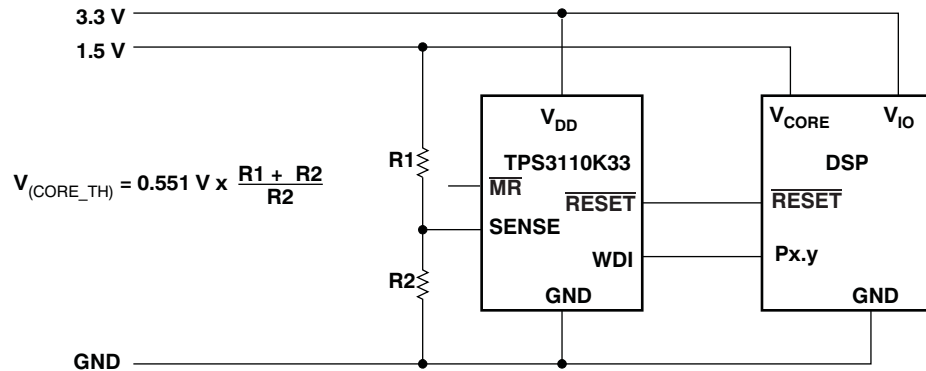 3.3 V
1.5 V
V(CORE_TH) = 0.551 V x R1 + R2
R2
R1
R2
VDD
TPS3110K33
MR
RESET
SENSE
WDI
GND
VCORE
VIO
DSP
RESET
Px.y
GND
GND